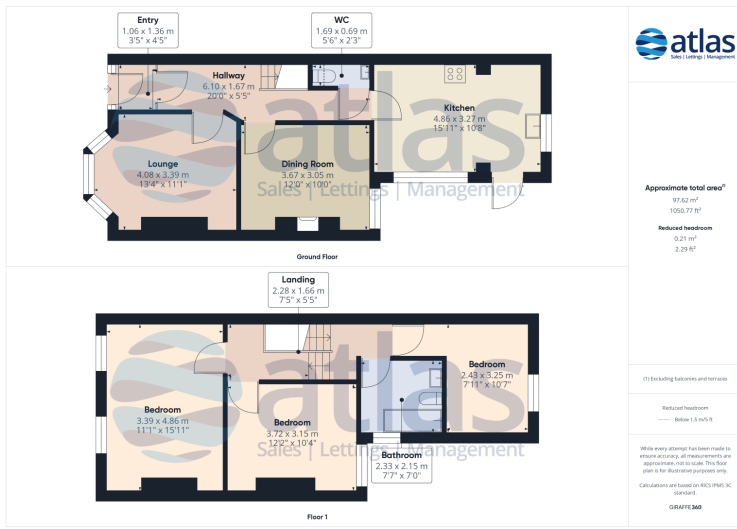 Entry
1.06 x 1.36 m
3'5" x 4'5"
WC
1.69 x 0.69 m
5'6" x 2'3"
Hallway
6.10 x 1.67 m
20'0" x 5'5"
Kitchen
4.86 x 3.27 m
15'11" x 10'8"
Lounge
4.08 x 3.39 m
13'4" x 11'1"
Dining Room
3.67 x 3.05 m
12'0" x 10'0"
atlas
Sales | Lettings | Management
Ground Floor
Landing
2.28 x 1.66 m
7'5" x 5'5"
Bedroom
2.43 x 3.25 m
7'11" x 10'7"
Bedroom
3.39 x 4.86 m
11'1" x 15'11"
Bedroom
3.72 x 3.15 m
12'2" x 10'4"
Bathroom
2.33 x 2.15 m
7'7" x 7'0"
atlas
Sales | Lettings | Management
Floor 1
atlas
Sales | Lettings | Management
Approximate total area(1)
97.62 m²
1050.77 ft²
Reduced headroom
0.21 m²
2.29 ft²
(1) Excluding balconies and terraces
Reduced headroom
Below 1.5 m/5 ft
While every attempt has been made to
ensure accuracy, all measurements are
approximate, not to scale. This floor
plan is for illustrative purposes only.
Calculations are based on RICS IPMS 3C
standard.
GIRAFFE360